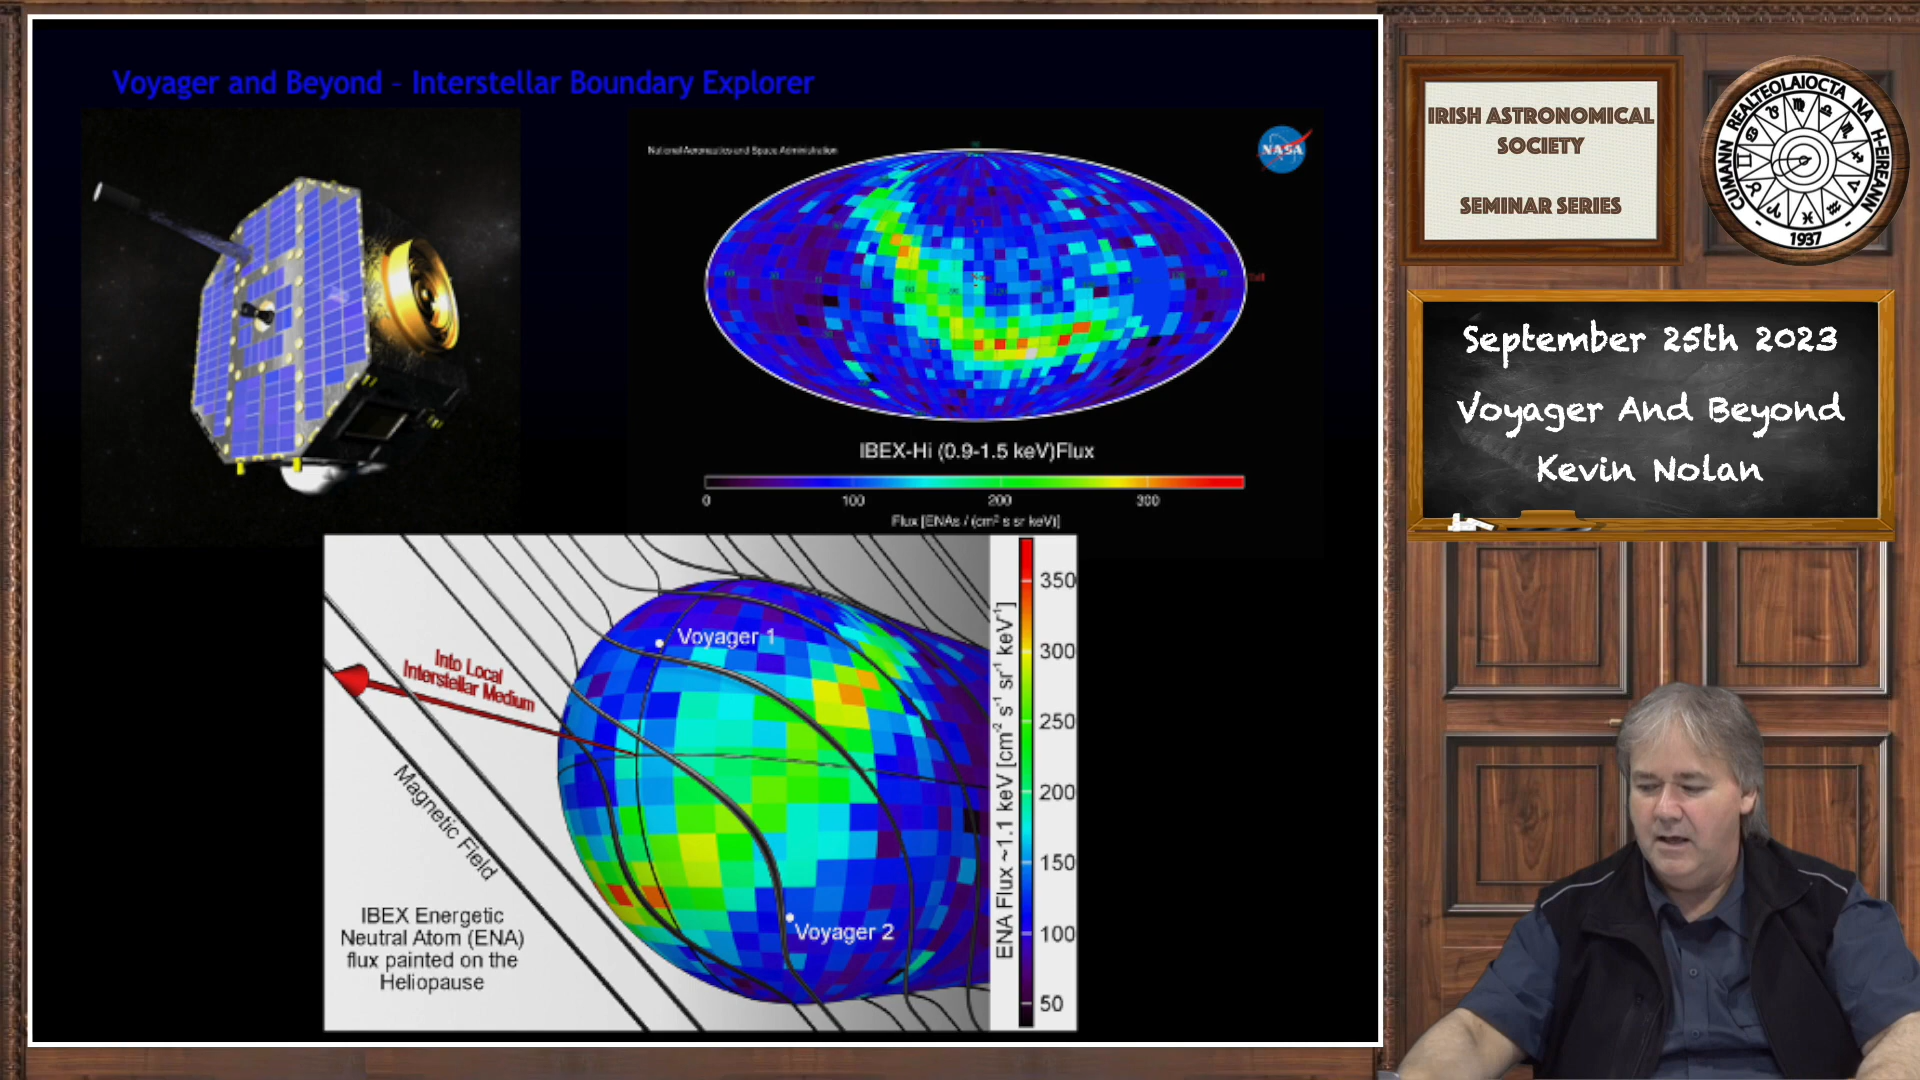 Voyager and Beyond – Interstellar Boundary Explorer
National Aeronautics and Space Administration
NASA
IBEX-Hi (0.9-1.5 keV)Flux
0 100 200 300
Flux [ENAs / (cm² s sr keV)]
Voyager 1
Into Local
Interstellar Medium
Magnetic Field
Voyager 2
IBEX Energetic
Neutral Atom (ENA)
flux painted on the
Heliopause
ENA Flux ~1.1 keV [cm⁻² s⁻¹ sr⁻¹ keV⁻¹]
350
300
250
200
150
100
50
IRISH ASTRONOMICAL
SOCIETY
SEMINAR SERIES
CUMANN REALTEOLAIOCTA NA H-EIREANN
- 1937 -
September 25th 2023
Voyager And Beyond
Kevin Nolan